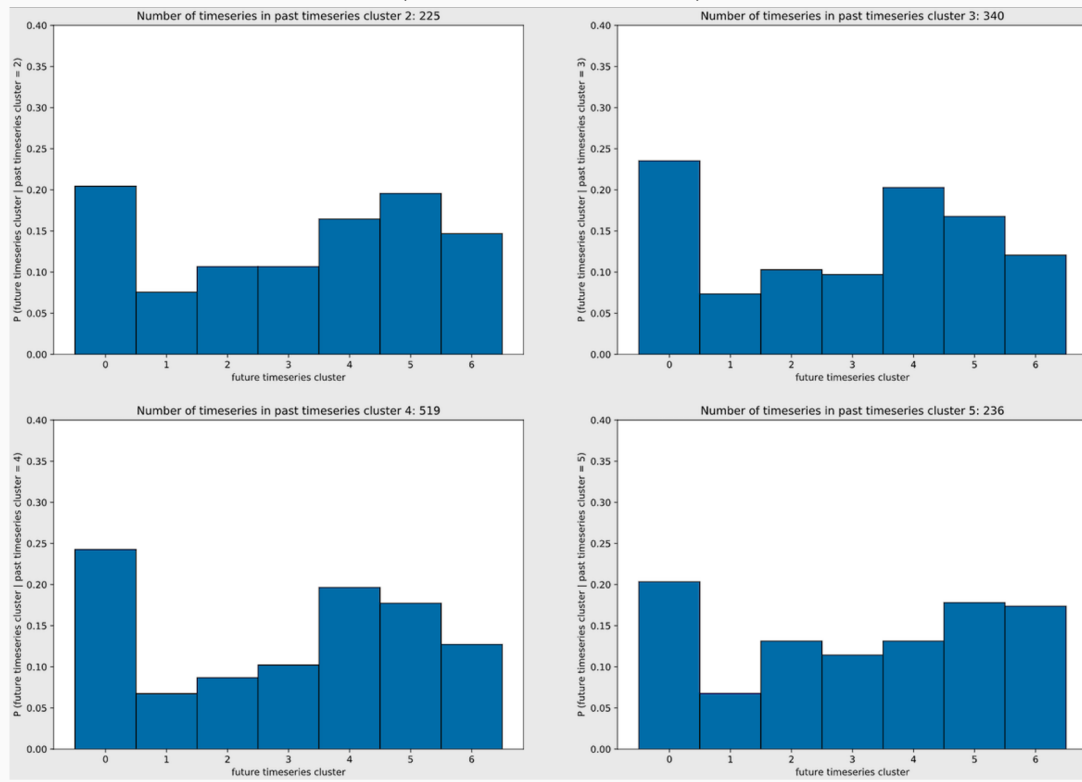 Number of timeseries in past timeseries cluster 2: 225
P (future timeseries cluster | past timeseries cluster = 2)
0.40
0.35
0.30
0.25
0.20
0.15
0.10
0.05
0.00
0 1 2 3 4 5 6
future timeseries cluster
Number of timeseries in past timeseries cluster 3: 340
P (future timeseries cluster | past timeseries cluster = 3)
0.40
0.35
0.30
0.25
0.20
0.15
0.10
0.05
0.00
0 1 2 3 4 5 6
future timeseries cluster
Number of timeseries in past timeseries cluster 4: 519
P (future timeseries cluster | past timeseries cluster = 4)
0.40
0.35
0.30
0.25
0.20
0.15
0.10
0.05
0.00
0 1 2 3 4 5 6
future timeseries cluster
Number of timeseries in past timeseries cluster 5: 236
P (future timeseries cluster | past timeseries cluster = 5)
0.40
0.35
0.30
0.25
0.20
0.15
0.10
0.05
0.00
0 1 2 3 4 5 6
future timeseries cluster